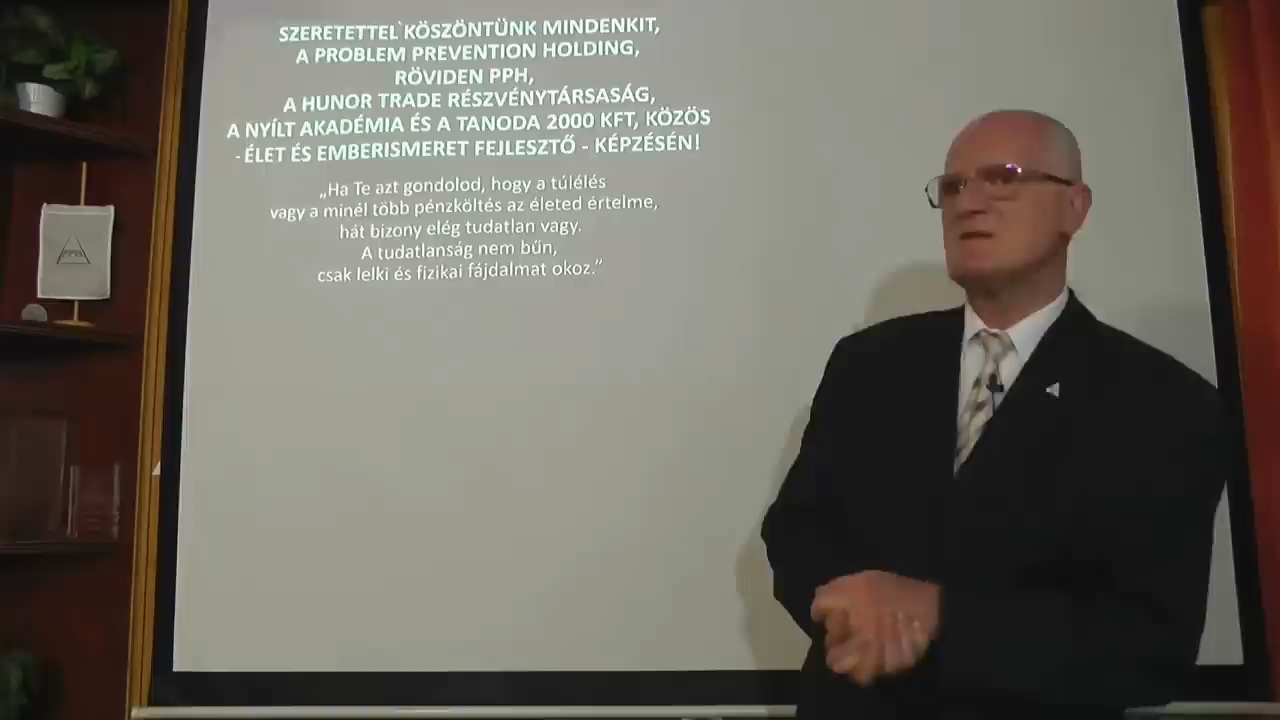 SZERETETTEL KÖSZÖNTÜNK MINDENKIT,
A PROBLEM PREVENTION HOLDING,
RÖVIDEN PPH,
A HUNOR TRADE RÉSZVÉNYTÁRSASÁG,
A NYÍLT AKADÉMIA ÉS A TANODA 2000 KFT, KÖZÖS
- ÉLET ÉS EMBERISMERET FEJLESZTŐ - KÉPZÉSÉN!
„Ha Te azt gondolod, hogy a túlélés
vagy a minél több pénzköltés az életed értelme,
hát bizony elég tudatlan vagy.
A tudatlanság nem bűn,
csak lelki és fizikai fájdalmat okoz.”